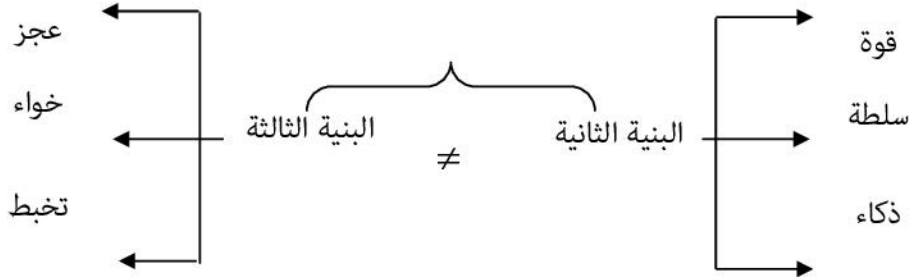 قوة
سلطة
ذكاء
البنية الثانية
≠
البنية الثالثة
عجز
خواء
تخبط